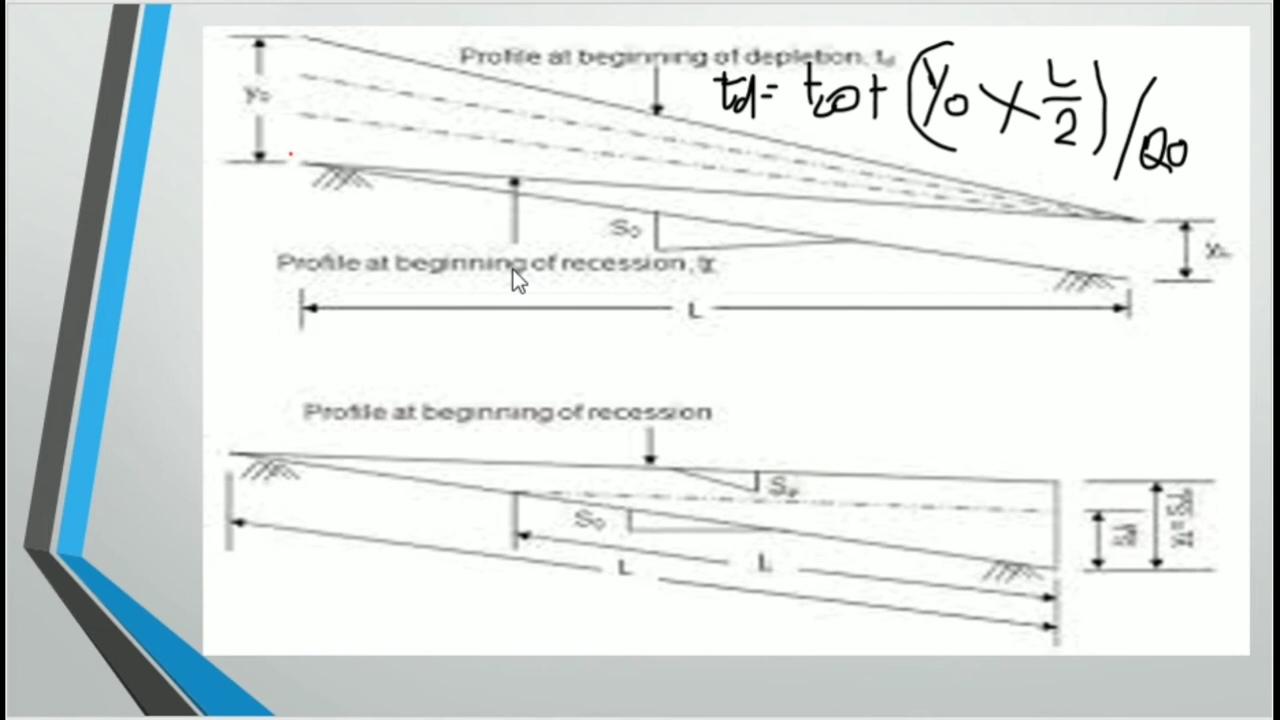 Profile at beginning of depletion, td
td = tco + (y0 × L/2) / Q0
y0
S0
yL
Profile at beginning of recession, tr
L
Profile at beginning of recession
Sy
S0
L
L